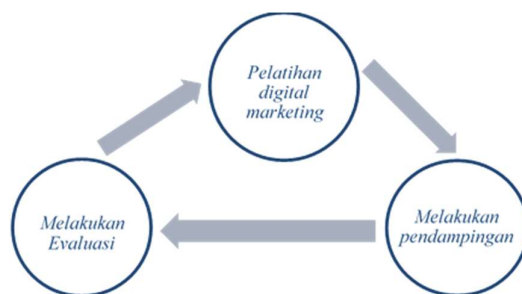 Pelatihan
digital
marketing
Melakukan
pendampingan
Melakukan
Evaluasi